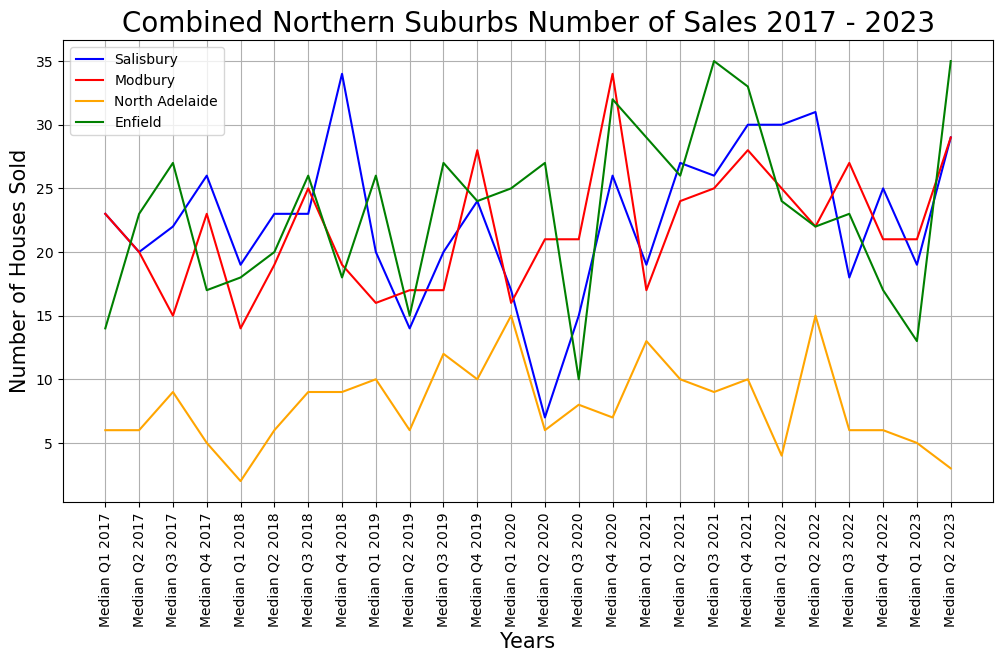 Combined Northern Suburbs Number of Sales 2017 - 2023
Salisbury
Modbury
North Adelaide
Enfield
Number of Houses Sold
35
30
25
20
15
10
5
Median Q1 2017
Median Q2 2017
Median Q3 2017
Median Q4 2017
Median Q1 2018
Median Q2 2018
Median Q3 2018
Median Q4 2018
Median Q1 2019
Median Q2 2019
Median Q3 2019
Median Q4 2019
Median Q1 2020
Median Q2 2020
Median Q3 2020
Median Q4 2020
Median Q1 2021
Median Q2 2021
Median Q3 2021
Median Q4 2021
Median Q1 2022
Median Q2 2022
Median Q3 2022
Median Q4 2022
Median Q1 2023
Median Q2 2023
Years